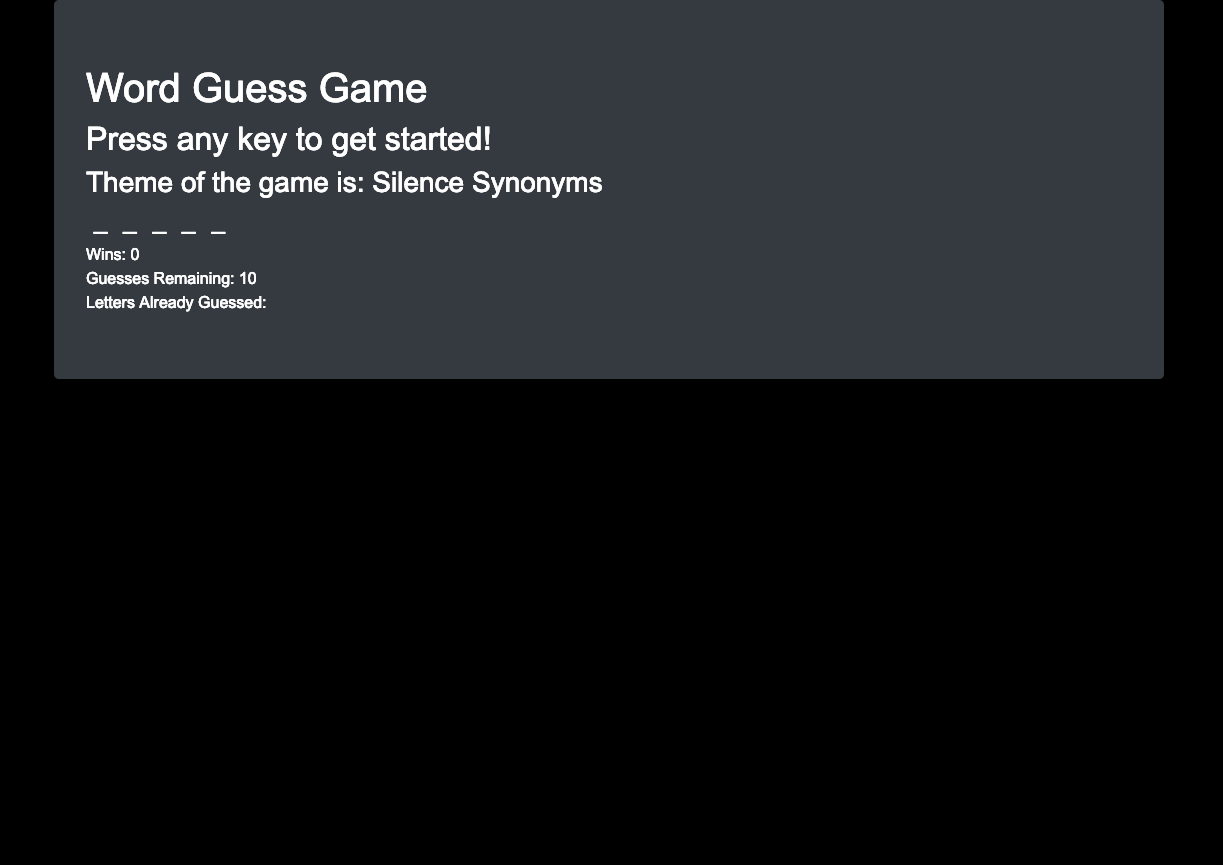 Word Guess Game
Press any key to get started!
Theme of the game is: Silence Synonyms
_ _ _ _ _
Wins: 0
Guesses Remaining: 10
Letters Already Guessed: